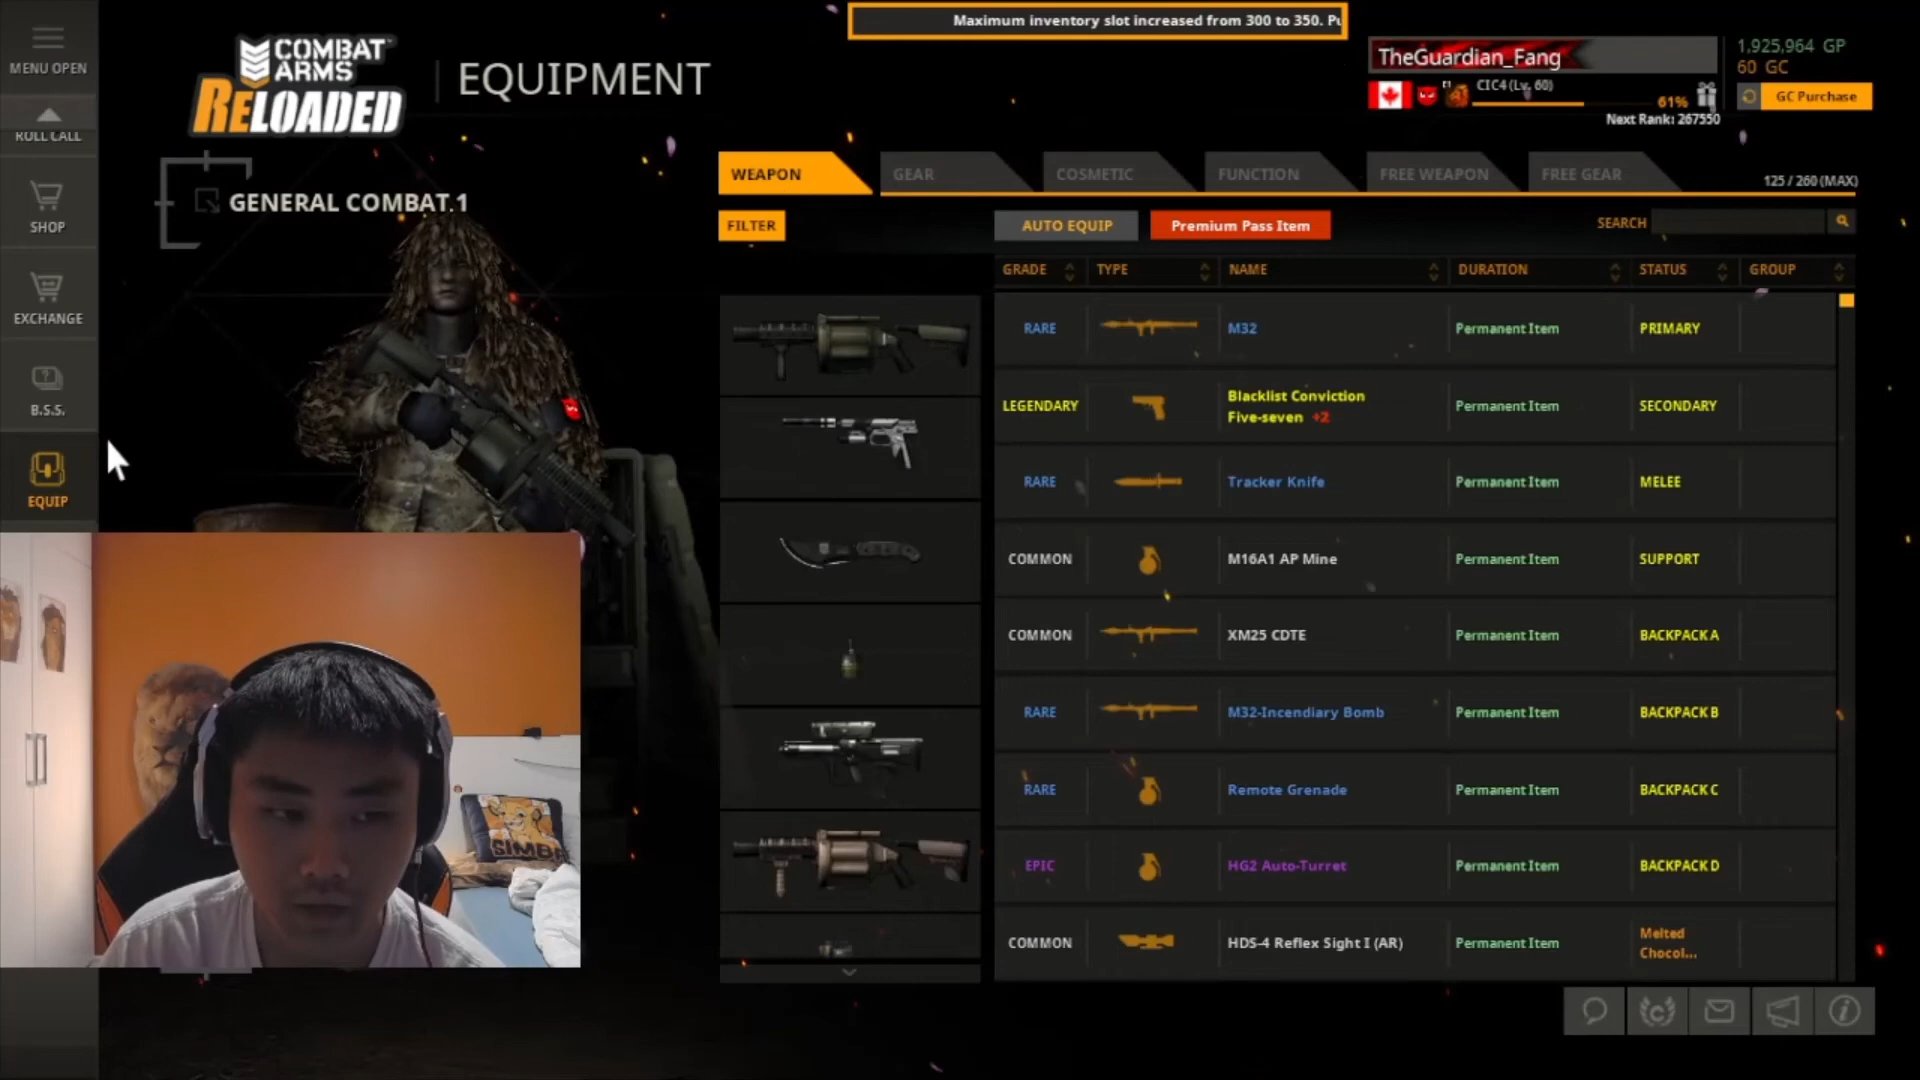 MENU OPEN
ROLL CALL
SHOP
EXCHANGE
B.S.S.
EQUIP
COMBAT
ARMS
RELOADED
EQUIPMENT
Maximum inventory slot increased from 300 to 350.
TheGuardian_Fang
CIC4 (Lv. 60)
61%
Next Rank: 267550
1,925,964 GP
60 GC
GC Purchase
GENERAL COMBAT.1
WEAPON
GEAR
COSMETIC
FUNCTION
FREE WEAPON
FREE GEAR
125 / 260 (MAX)
FILTER
AUTO EQUIP
Premium Pass Item
SEARCH
GRADE TYPE NAME DURATION STATUS GROUP
RARE M32 Permanent Item PRIMARY
LEGENDARY Blacklist Conviction Five-seven +2 Permanent Item SECONDARY
RARE Tracker Knife Permanent Item MELEE
COMMON M16A1 AP Mine Permanent Item SUPPORT
COMMON XM25 CDTE Permanent Item BACKPACK A
RARE M32-Incendiary Bomb Permanent Item BACKPACK B
RARE Remote Grenade Permanent Item BACKPACK C
EPIC HG2 Auto-Turret Permanent Item BACKPACK D
COMMON HDS-4 Reflex Sight I (AR) Permanent Item Melted Chocol...
SIMBA